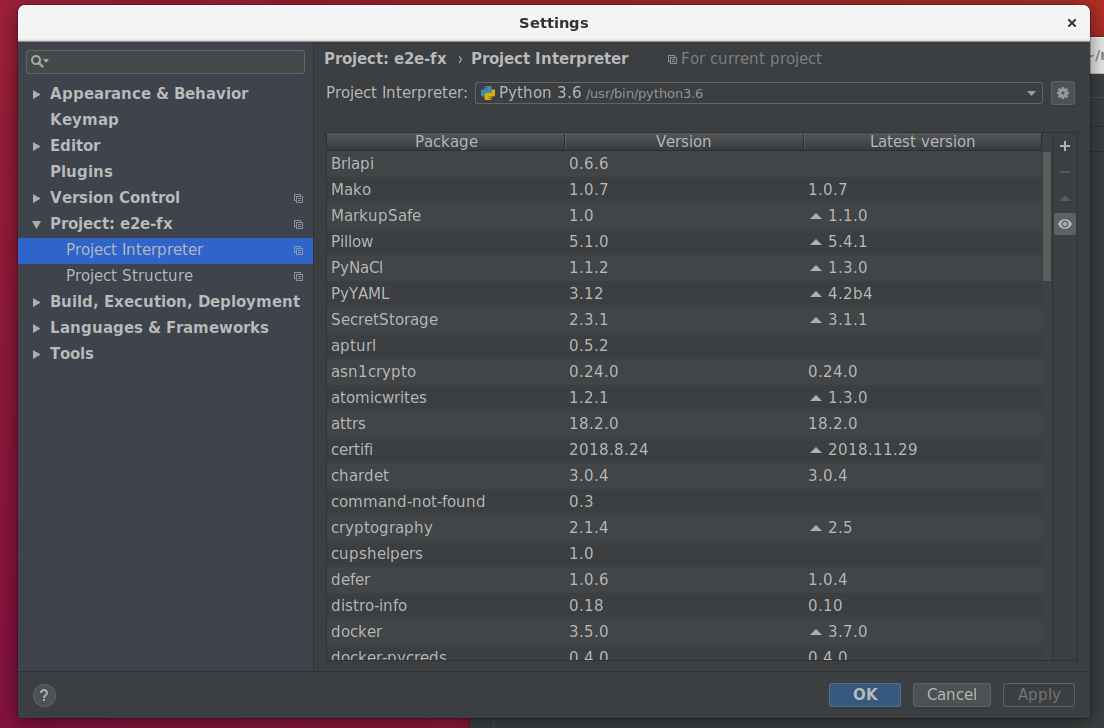 Settings
Project: e2e-fx › Project Interpreter For current project
Project Interpreter: Python 3.6 /usr/bin/python3.6
Appearance & Behavior
Keymap
Editor
Plugins
Version Control
Project: e2e-fx
Project Interpreter
Project Structure
Build, Execution, Deployment
Languages & Frameworks
Tools
Package Version Latest version
Brlapi 0.6.6
Mako 1.0.7 1.0.7
MarkupSafe 1.0 1.1.0
Pillow 5.1.0 5.4.1
PyNaCl 1.1.2 1.3.0
PyYAML 3.12 4.2b4
SecretStorage 2.3.1 3.1.1
apturl 0.5.2
asn1crypto 0.24.0 0.24.0
atomicwrites 1.2.1 1.3.0
attrs 18.2.0 18.2.0
certifi 2018.8.24 2018.11.29
chardet 3.0.4 3.0.4
command-not-found 0.3
cryptography 2.1.4 2.5
cupshelpers 1.0
defer 1.0.6 1.0.4
distro-info 0.18 0.10
docker 3.5.0 3.7.0
docker-pycreds 0.4.0 0.4.0
? OK Cancel Apply